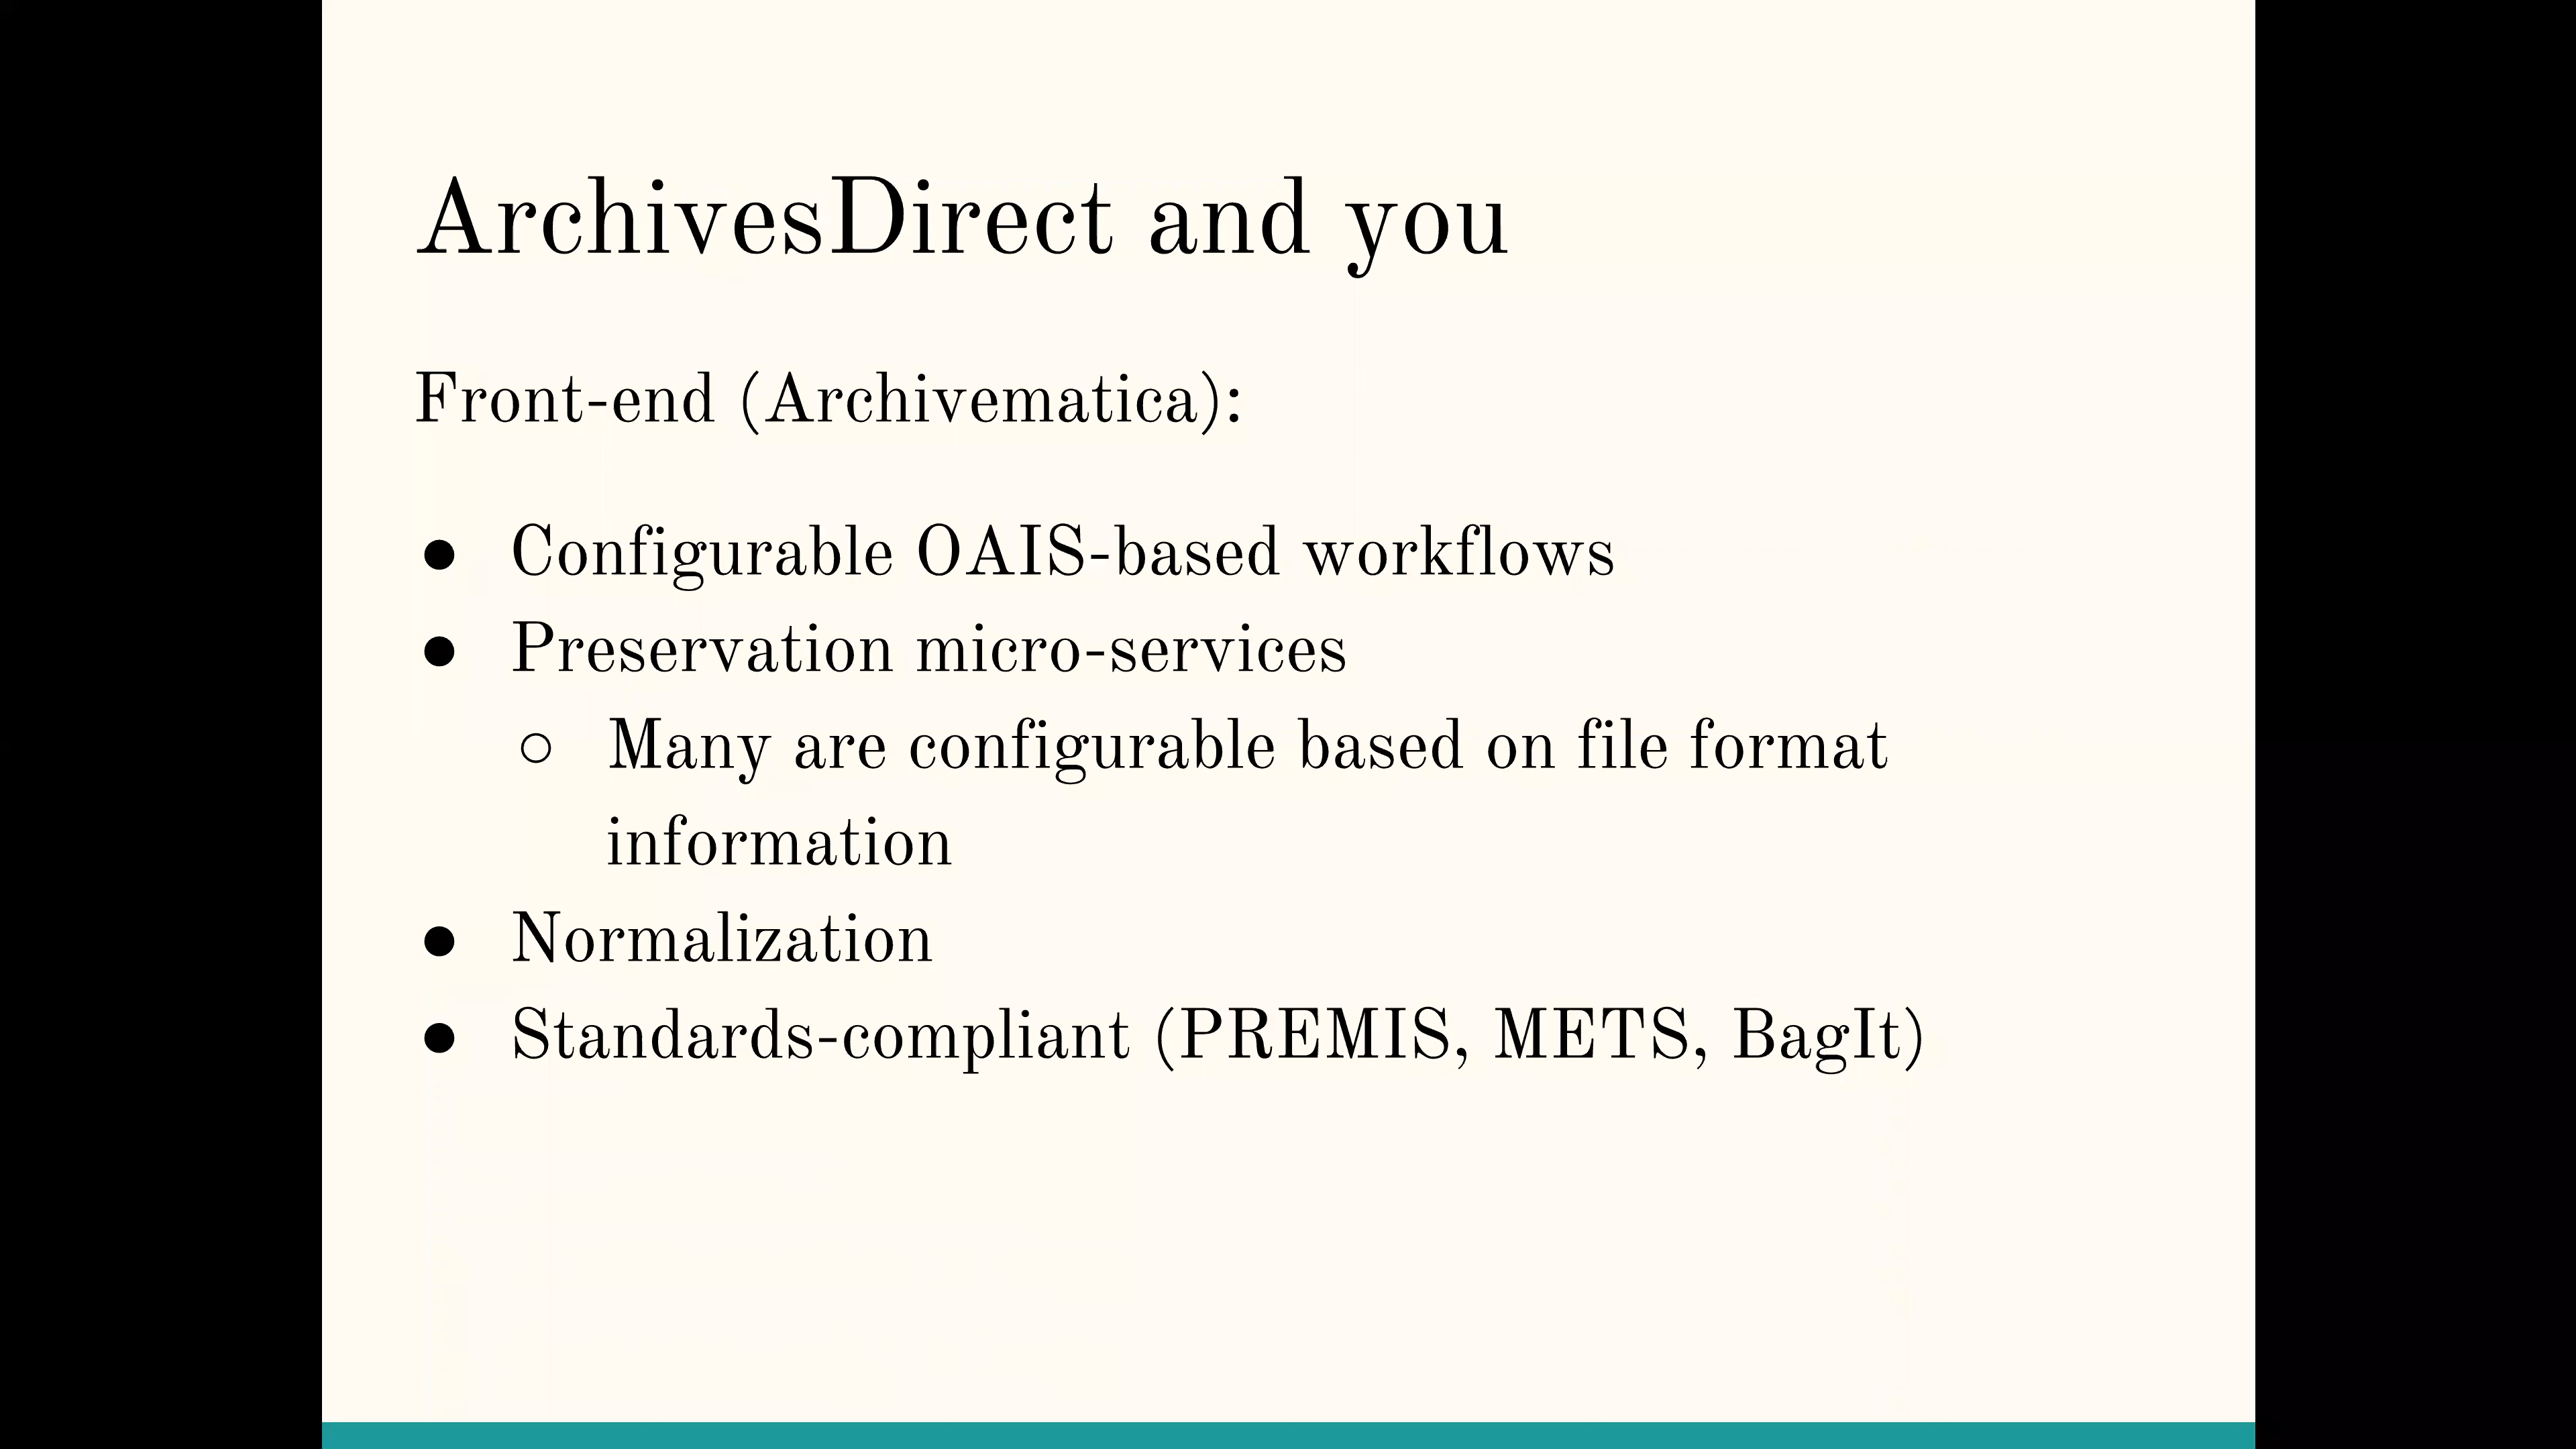 ArchivesDirect and you
Front-end (Archivematica):
● Configurable OAIS-based workflows
● Preservation micro-services
○ Many are configurable based on file format
information
● Normalization
● Standards-compliant (PREMIS, METS, BagIt)